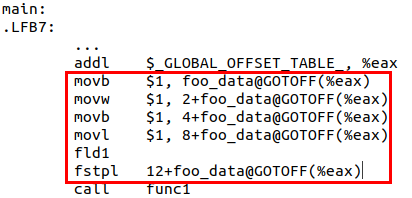 main:
.LFB7:
...
addl $_GLOBAL_OFFSET_TABLE_, %eax
movb $1, foo_data@GOTOFF(%eax)
movw $1, 2+foo_data@GOTOFF(%eax)
movb $1, 4+foo_data@GOTOFF(%eax)
movl $1, 8+foo_data@GOTOFF(%eax)
fld1
fstpl 12+foo_data@GOTOFF(%eax)
call func1